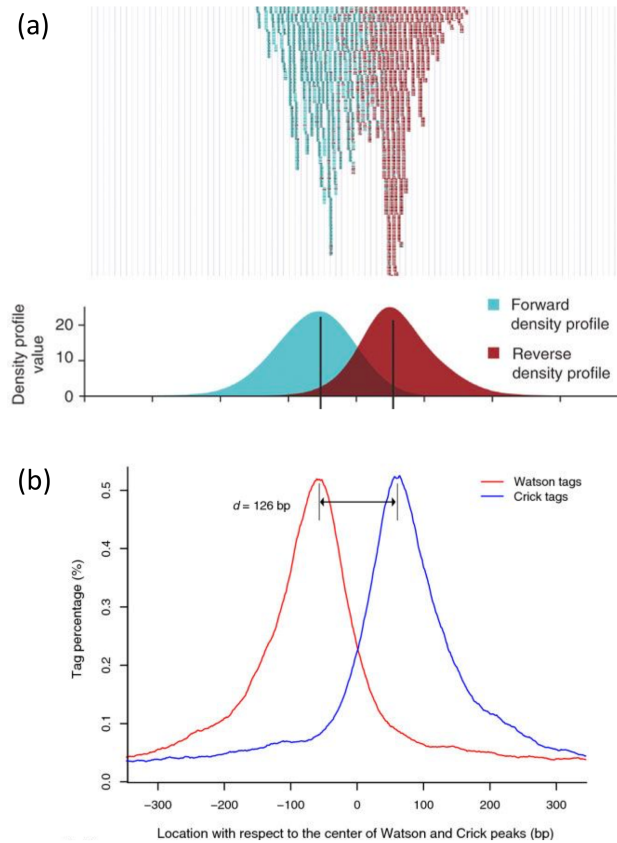 (a)
Density profile
value
20
10
0
Forward
density profile
Reverse
density profile
(b)
Tag percentage (%)
0.5
0.4
0.3
0.2
0.1
0.0
d = 126 bp
Watson tags
Crick tags
−300
−200
−100
0
100
200
300
Location with respect to the center of Watson and Crick peaks (bp)